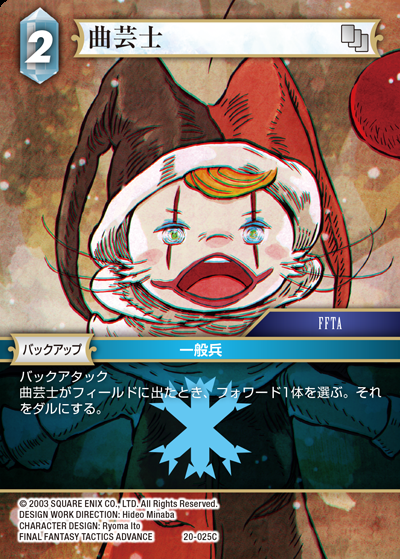 2
曲芸士
FFTA
バックアップ
一般兵
バックアタック
曲芸士がフィールドに出たとき、フォワード1体を選ぶ。それ
をダルにする。
© 2003 SQUARE ENIX CO., LTD. All Rights Reserved.
DESIGN WORK DIRECTION: Hideo Minaba
CHARACTER DESIGN: Ryoma Ito
FINAL FANTASY TACTICS ADVANCE
20-025C